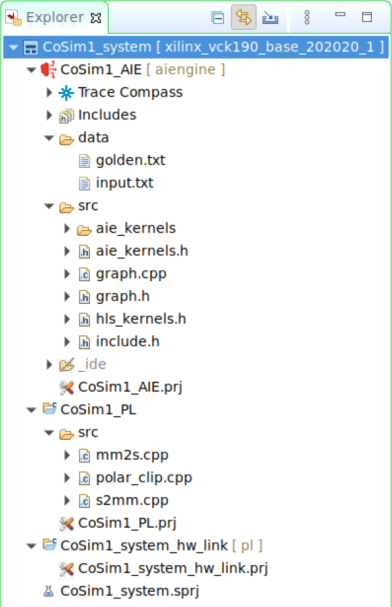 Explorer
CoSim1_system [ xilinx_vck190_base_202020_1 ]
CoSim1_AIE [ aiengine ]
Trace Compass
Includes
data
golden.txt
input.txt
src
aie_kernels
aie_kernels.h
graph.cpp
graph.h
hls_kernels.h
include.h
_ide
CoSim1_AIE.prj
CoSim1_PL
src
mm2s.cpp
polar_clip.cpp
s2mm.cpp
CoSim1_PL.prj
CoSim1_system_hw_link [ pl ]
CoSim1_system_hw_link.prj
CoSim1_system.sprj